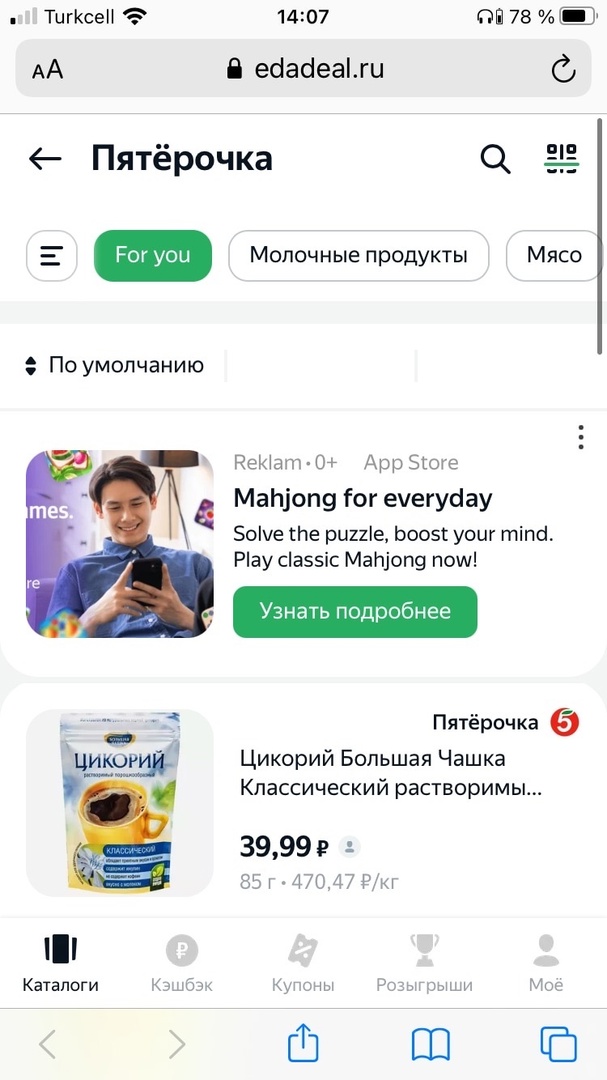 Turkcell 14:07 78 %
AA edadeal.ru
Пятёрочка
For you Молочные продукты Мясо
По умолчанию
Reklam • 0+ App Store
Mahjong for everyday
Solve the puzzle, boost your mind.
Play classic Mahjong now!
Узнать подробнее
mes.
re
Пятёрочка 5
Цикорий Большая Чашка
Классический растворимы...
39,99 ₽
85 г • 470,47 ₽/кг
ЦИКОРИЙ
растворимый порошкообразный
КЛАССИЧЕСКИЙ
Каталоги Кэшбэк Купоны Розыгрыши Моё